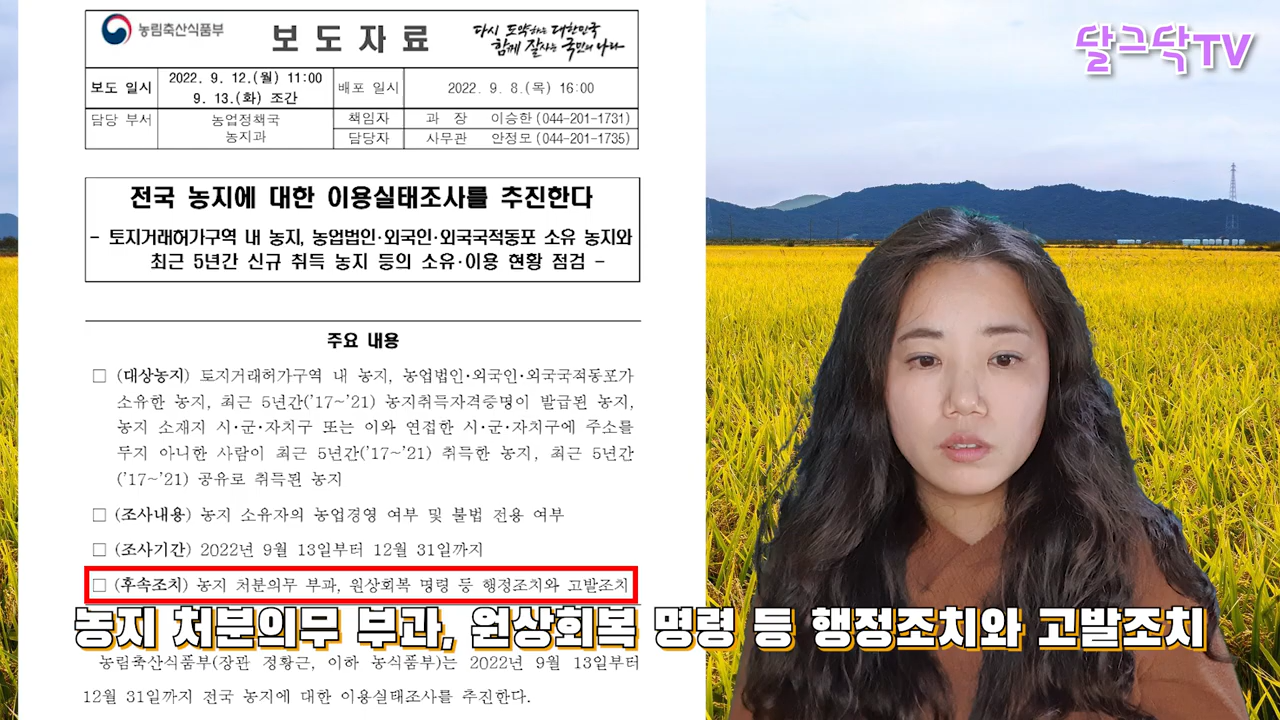 농림축산식품부
보도자료
다시 도약하는 대한민국
함께 잘사는 국민의 나라
달그닥TV
보도 일시
2022. 9. 12.(월) 11:00
9. 13.(화) 조간
배포 일시
2022. 9. 8.(목) 16:00
담당 부서
농업정책국
농지과
책임자
과 장
이승한(044-201-1731)
담당자
사무관
안정모(044-201-1735)
전국 농지에 대한 이용실태조사를 추진한다
- 토지거래허가구역 내 농지, 농업법인·외국인·외국국적동포 소유 농지와
최근 5년간 신규 취득 농지 등의 소유·이용 현황 점검 -
주요 내용
□ (대상농지) 토지거래허가구역 내 농지, 농업법인·외국인·외국국적동포가
소유한 농지, 최근 5년간('17~'21) 농지취득자격증명이 발급된 농지,
농지 소재지 시·군·자치구 또는 이와 연접한 시·군·자치구에 주소를
두지 아니한 사람이 최근 5년간('17~'21) 취득한 농지, 최근 5년간
('17~'21) 공유로 취득된 농지
□ (조사내용) 농지 소유자의 농업경영 여부 및 불법 전용 여부
□ (조사기간) 2022년 9월 13일부터 12월 31일까지
□ (후속조치) 농지 처분의무 부과, 원상회복 명령 등 행정조치와 고발조치
농지 처분의무 부과, 원상회복 명령 등 행정조치와 고발조치
농림축산식품부(장관 정황근, 이하 농식품부)는 2022년 9월 13일부터
12월 31일까지 전국 농지에 대한 이용실태조사를 추진한다.